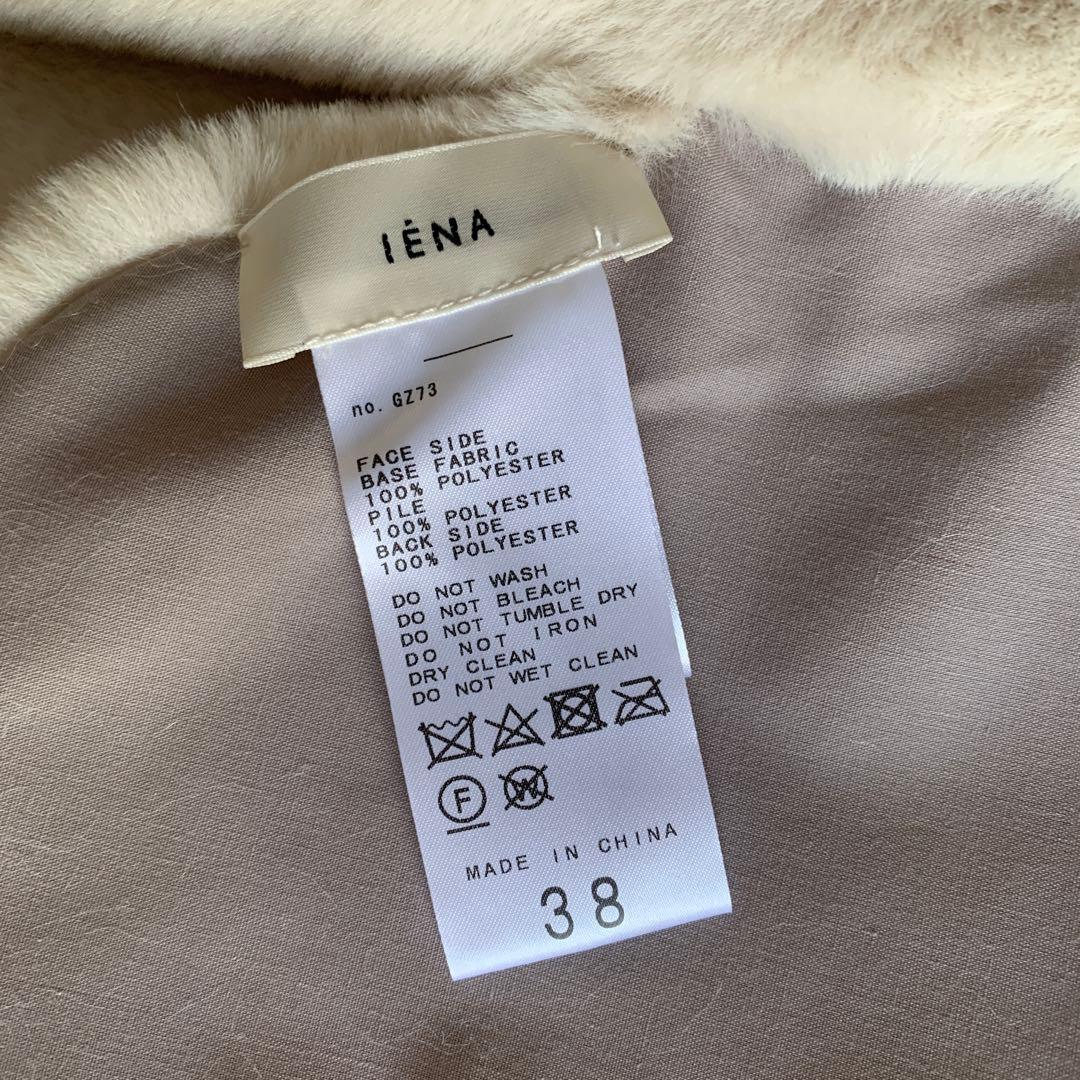 IĖNA
no. GZ73
FACE SIDE
BASE FABRIC
100% POLYESTER
PILE
100% POLYESTER
BACK SIDE
100% POLYESTER
DO NOT WASH
DO NOT BLEACH
DO NOT TUMBLE DRY
DO NOT IRON
DRY CLEAN
DO NOT WET CLEAN
F W
MADE IN CHINA
38